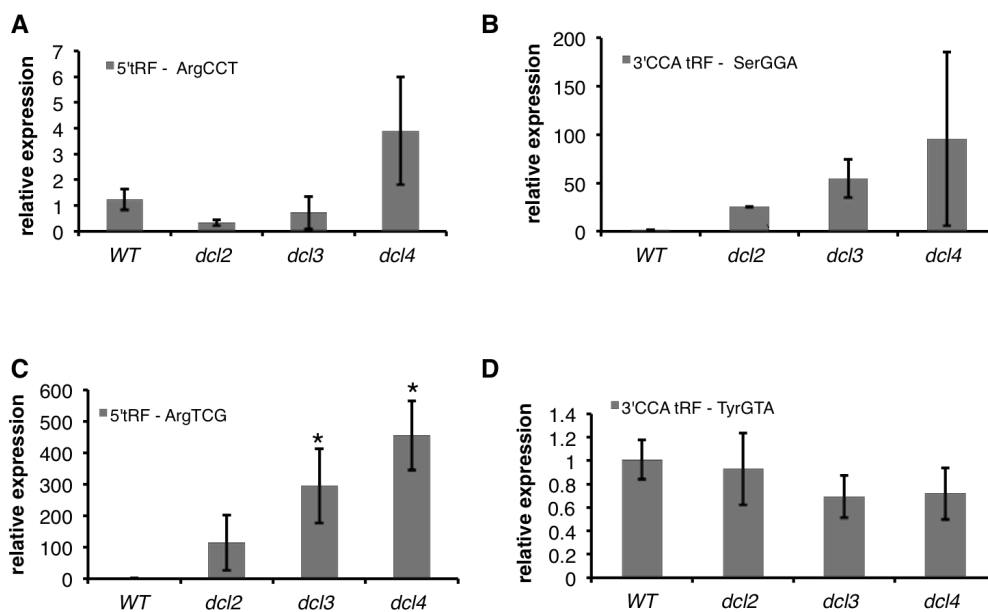 A
B
relative expression
7
6
5
4
3
2
1
0
5'tRF - ArgCCT
WT dcl2 dcl3 dcl4
relative expression
200
150
100
50
0
3'CCA tRF - SerGGA
WT dcl2 dcl3 dcl4
C
D
relative expression
600
500
400
300
200
100
0
5'tRF - ArgTCG
*
*
WT dcl2 dcl3 dcl4
relative expression
1.4
1.2
1
0.8
0.6
0.4
0.2
0
3'CCA tRF - TyrGTA
WT dcl2 dcl3 dcl4